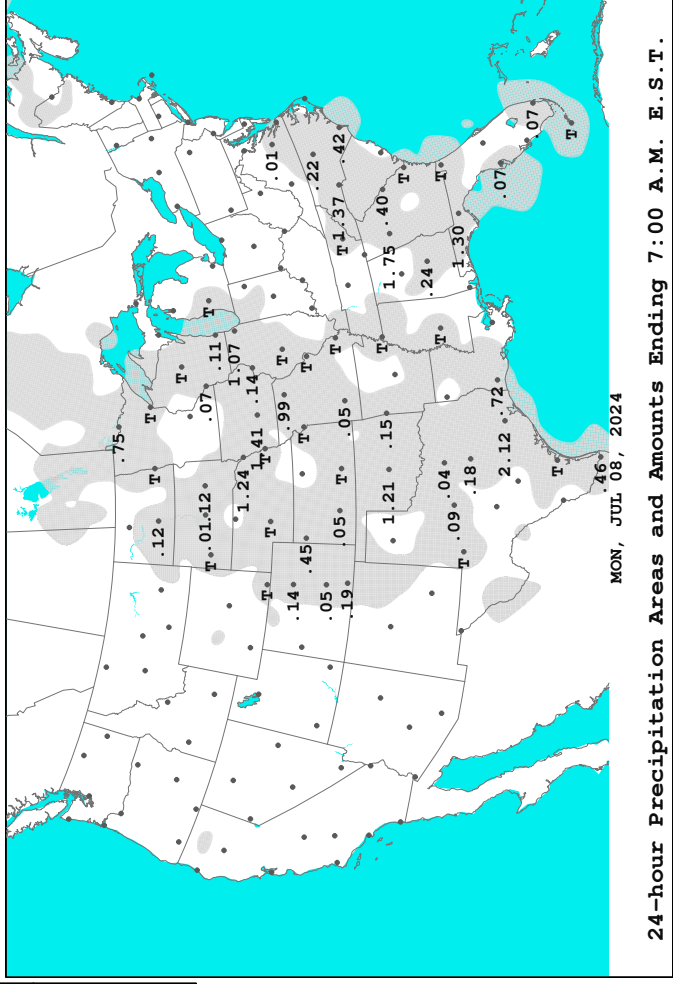 .75
T
T
.12
T
.01 .12
.07
T
T
.11
1.07
1.24
.14
1.41
T
T
T
.01
T
.99
.14
T
.45
T
.22
.05
T
1.37
.42
.05
T
T
.05
.19
T
.40
.15
1.21
1.75
T
.24
T
T
.04
.09
1.30
T
.18
.72
.07
2.12
.07
T
T
.46
MON, JUL 08, 2024
24-hour Precipitation Areas and Amounts Ending 7:00 A.M. E.S.T.